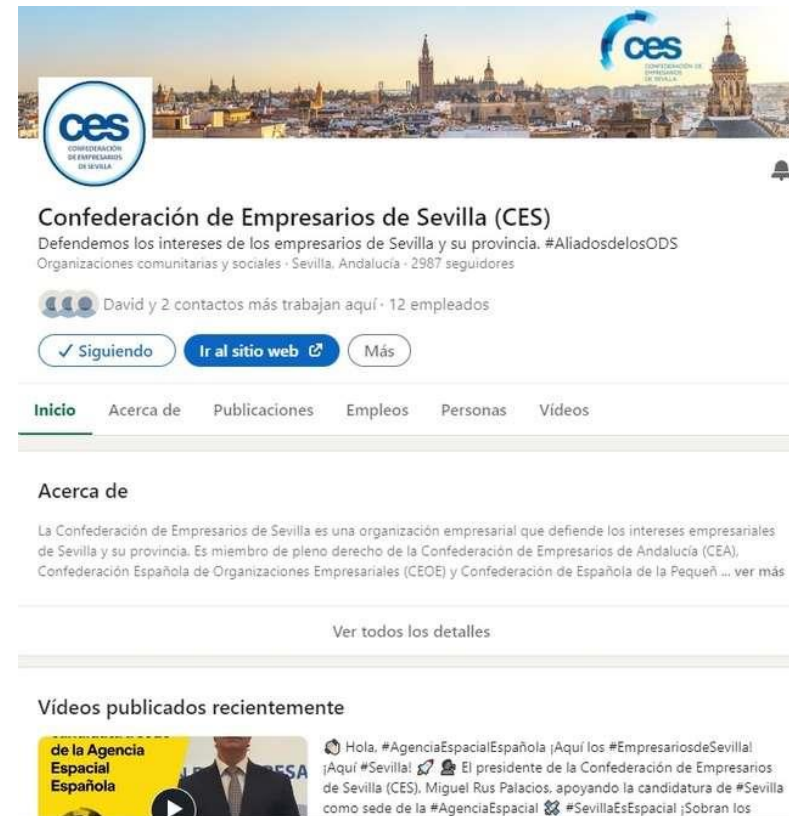 ces
CONFEDERACIÓN DE
EMPRESARIOS
DE SEVILLA
ces
CONFEDERACIÓN
DE EMPRESARIOS
DE SEVILLA
Confederación de Empresarios de Sevilla (CES)
Defendemos los intereses de los empresarios de Sevilla y su provincia. #AliadosdelosODS
Organizaciones comunitarias y sociales · Sevilla, Andalucía · 2987 seguidores
David y 2 contactos más trabajan aquí · 12 empleados
✓ Siguiendo Ir al sitio web Más
Inicio Acerca de Publicaciones Empleos Personas Vídeos
Acerca de
La Confederación de Empresarios de Sevilla es una organización empresarial que defiende los intereses empresariales
de Sevilla y su provincia. Es miembro de pleno derecho de la Confederación de Empresarios de Andalucía (CEA),
Confederación Española de Organizaciones Empresariales (CEOE) y Confederación de Española de la Pequeñ ... ver más
Ver todos los detalles
Vídeos publicados recientemente
de la Agencia
Espacial
Española
Hola, #AgenciaEspacialEspañola ¡Aquí los #EmpresariosdeSevilla!
¡Aquí #Sevilla! 🚀 El presidente de la Confederación de Empresarios
de Sevilla (CES), Miguel Rus Palacios, apoyando la candidatura de #Sevilla
como sede de la #AgenciaEspacial #SevillaEsEspacial ¡Sobran los